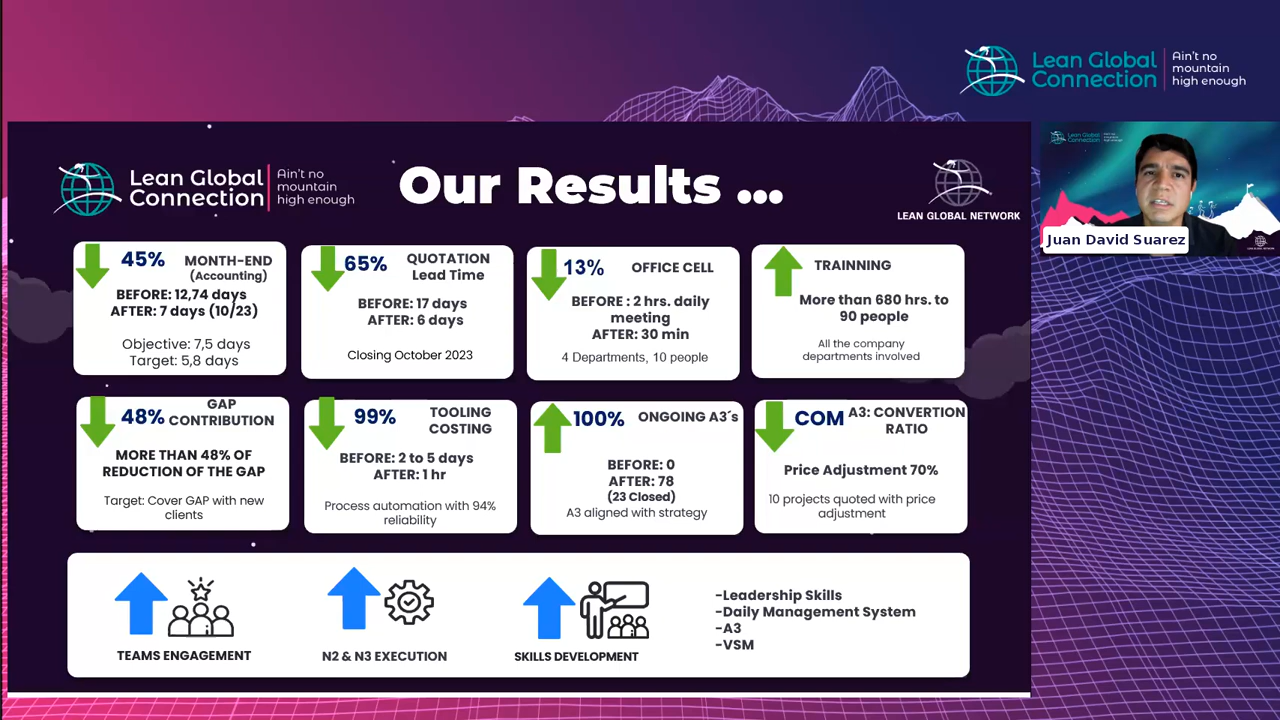 Lean Global
Connection
Ain't no
mountain
high enough
Lean Global
Connection
Ain't no
mountain
high enough
Our Results ...
LEAN GLOBAL NETWORK
Juan David Suarez
45%
MONTH-END
(Accounting)
BEFORE: 12,74 days
AFTER: 7 days (10/23)
Objective: 7,5 days
Target: 5,8 days
65%
QUOTATION
Lead Time
BEFORE: 17 days
AFTER: 6 days
Closing October 2023
13%
OFFICE CELL
BEFORE : 2 hrs. daily
meeting
AFTER: 30 min
4 Departments, 10 people
TRAINNING
More than 680 hrs. to
90 people
All the company
departments involved
48%
GAP
CONTRIBUTION
MORE THAN 48% OF
REDUCTION OF THE GAP
Target: Cover GAP with new
clients
99%
TOOLING
COSTING
BEFORE: 2 to 5 days
AFTER: 1 hr
Process automation with 94%
reliability
100%
ONGOING A3´s
BEFORE: 0
AFTER: 78
(23 Closed)
A3 aligned with strategy
COM
A3: CONVERTION
RATIO
Price Adjustment 70%
10 projects quoted with price
adjustment
TEAMS ENGAGEMENT
N2 & N3 EXECUTION
SKILLS DEVELOPMENT
-Leadership Skills
-Daily Management System
-A3
-VSM